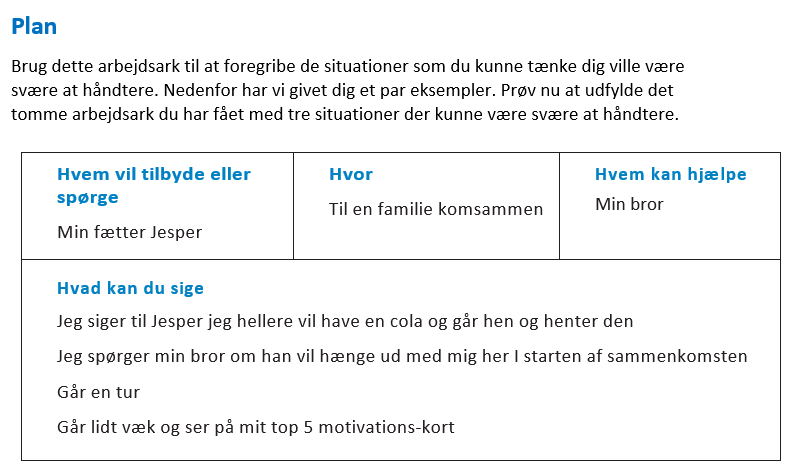 Plan
Brug dette arbejdsark til at foregribe de situationer som du kunne tænke dig ville være
svære at håndtere. Nedenfor har vi givet dig et par eksempler. Prøv nu at udfylde det
tomme arbejdsark du har fået med tre situationer der kunne være svære at håndtere.
Hvem vil tilbyde eller
spørge
Min fætter Jesper
Hvor
Til en familie komsammen
Hvem kan hjælpe
Min bror
Hvad kan du sige
Jeg siger til Jesper jeg hellere vil have en cola og går hen og henter den
Jeg spørger min bror om han vil hænge ud med mig her I starten af sammenkomsten
Går en tur
Går lidt væk og ser på mit top 5 motivations-kort